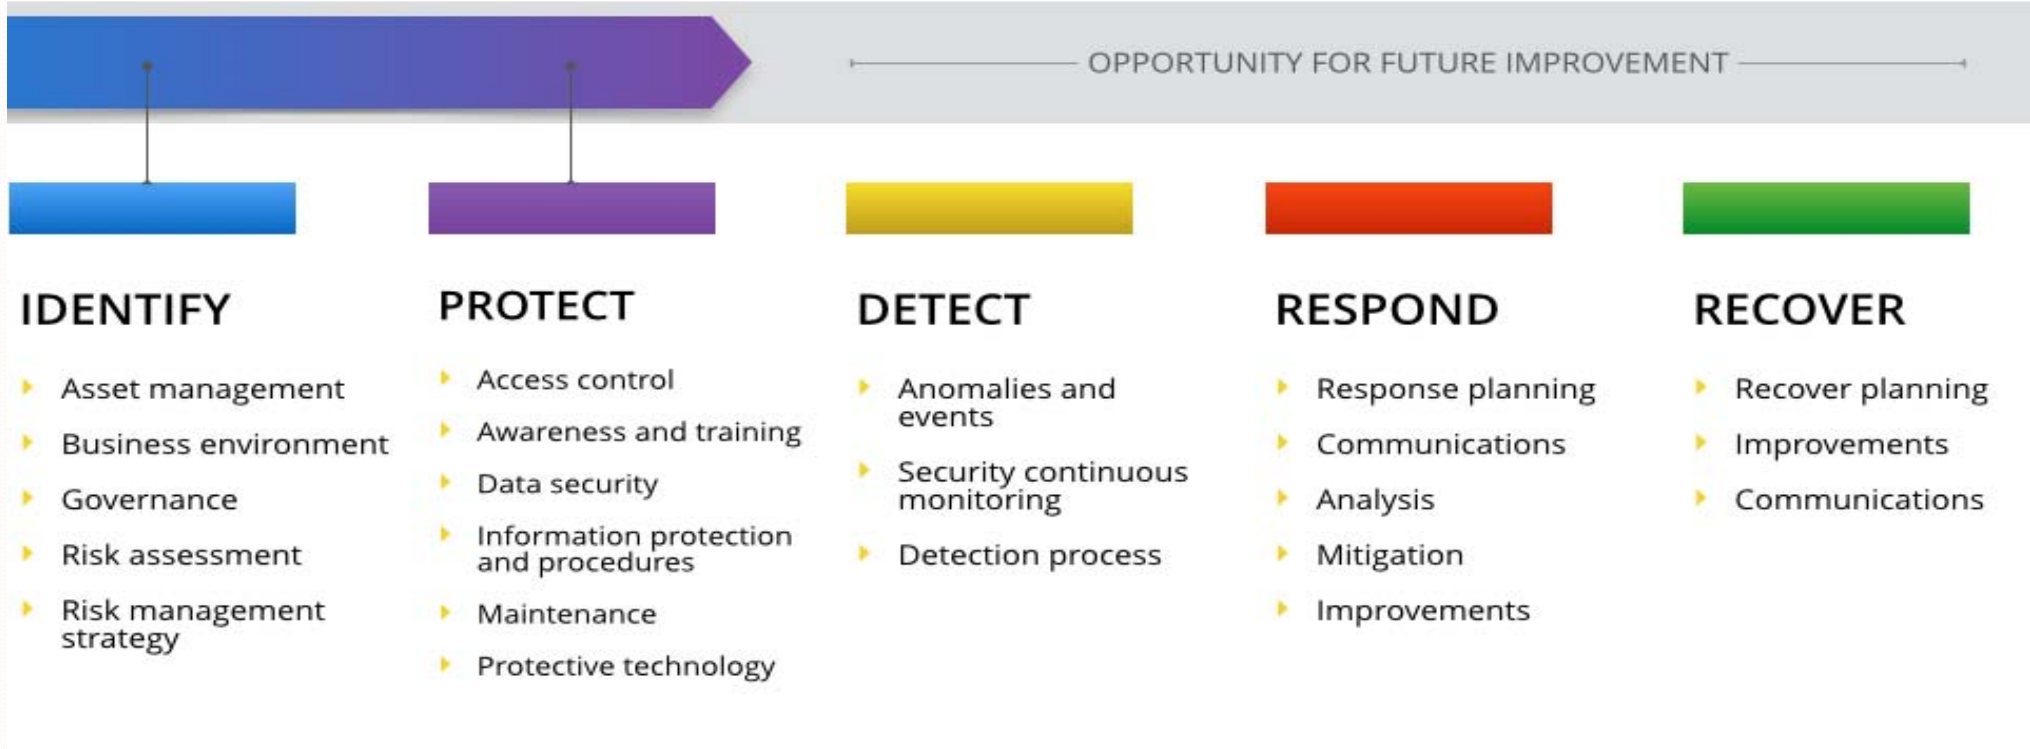 OPPORTUNITY FOR FUTURE IMPROVEMENT
IDENTIFY
Asset management
Business environment
Governance
Risk assessment
Risk management
strategy
PROTECT
Access control
Awareness and training
Data security
Information protection
and procedures
Maintenance
Protective technology
DETECT
Anomalies and
events
Security continuous
monitoring
Detection process
RESPOND
Response planning
Communications
Analysis
Mitigation
Improvements
RECOVER
Recover planning
Improvements
Communications